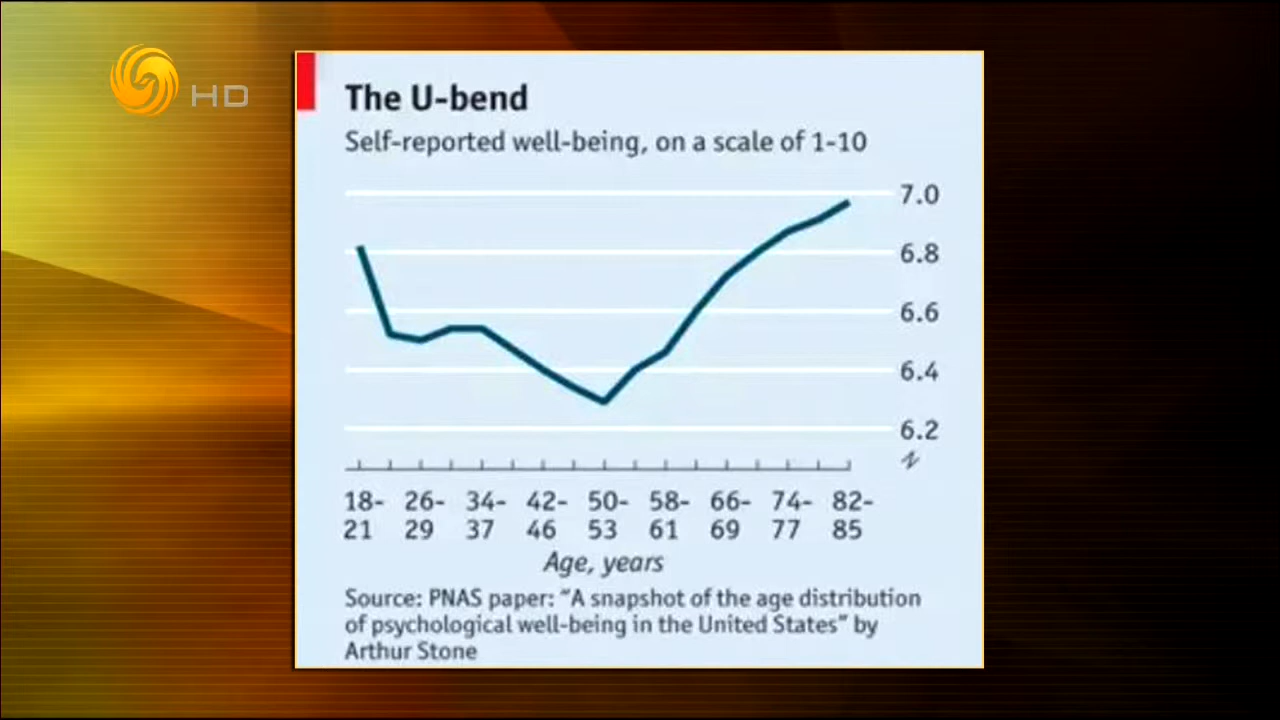 HD
The U-bend
Self-reported well-being, on a scale of 1-10
7.0
6.8
6.6
6.4
6.2
18- 26- 34- 42- 50- 58- 66- 74- 82-
21 29 37 46 53 61 69 77 85
Age, years
Source: PNAS paper: “A snapshot of the age distribution
of psychological well-being in the United States” by
Arthur Stone